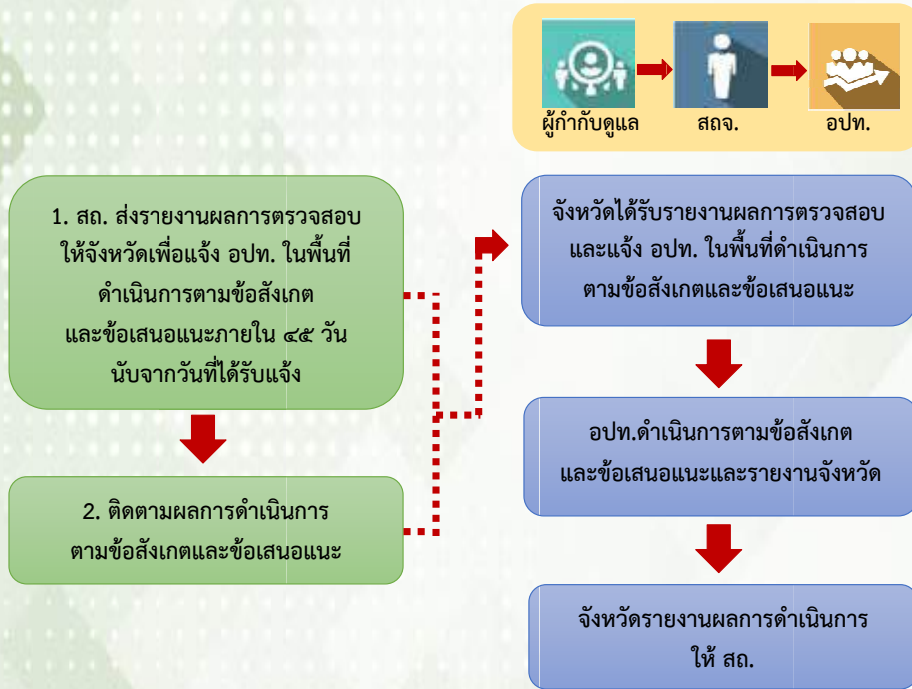 ผู้กำกับดูแล
สถจ.
อปท.
1. สถ. ส่งรายงานผลการตรวจสอบ
ให้จังหวัดเพื่อแจ้ง อปท. ในพื้นที่
ดำเนินการตามข้อสังเกต
และข้อเสนอแนะภายใน ๔๕ วัน
นับจากวันที่ได้รับแจ้ง
2. ติดตามผลการดำเนินการ
ตามข้อสังเกตและข้อเสนอแนะ
จังหวัดได้รับรายงานผลการตรวจสอบ
และแจ้ง อปท. ในพื้นที่ดำเนินการ
ตามข้อสังเกตและข้อเสนอแนะ
อปท.ดำเนินการตามข้อสังเกต
และข้อเสนอแนะและรายงานจังหวัด
จังหวัดรายงานผลการดำเนินการ
ให้ สถ.